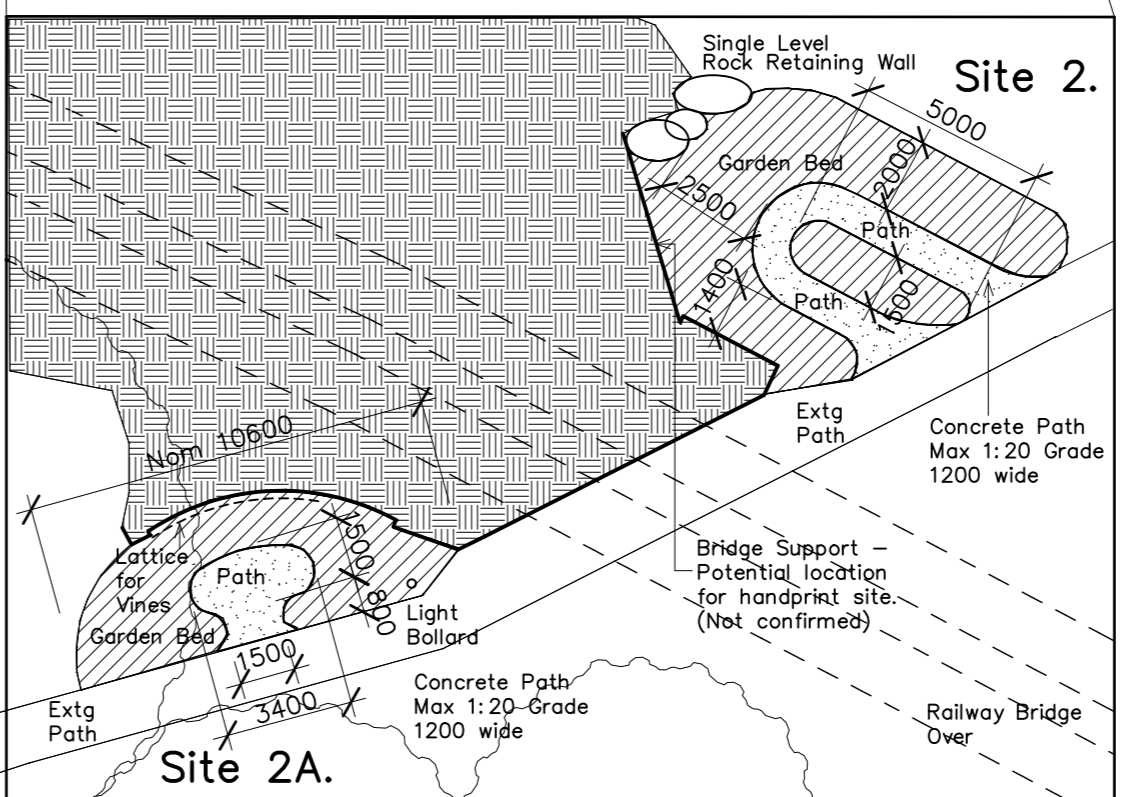 Single Level
Rock Retaining Wall
Site 2.
5000
2000
Garden Bed
2500
Path
1400
Path
1500
Extg
Path
Concrete Path
Max 1:20 Grade
1200 wide
Nom 10600
Lattice
for
Vines
Path
1500
800
Garden Bed
Light
Bollard
Bridge Support –
Potential location
for handprint site.
(Not confirmed)
1500
3400
Extg
Path
Concrete Path
Max 1:20 Grade
1200 wide
Railway Bridge
Over
Site 2A.